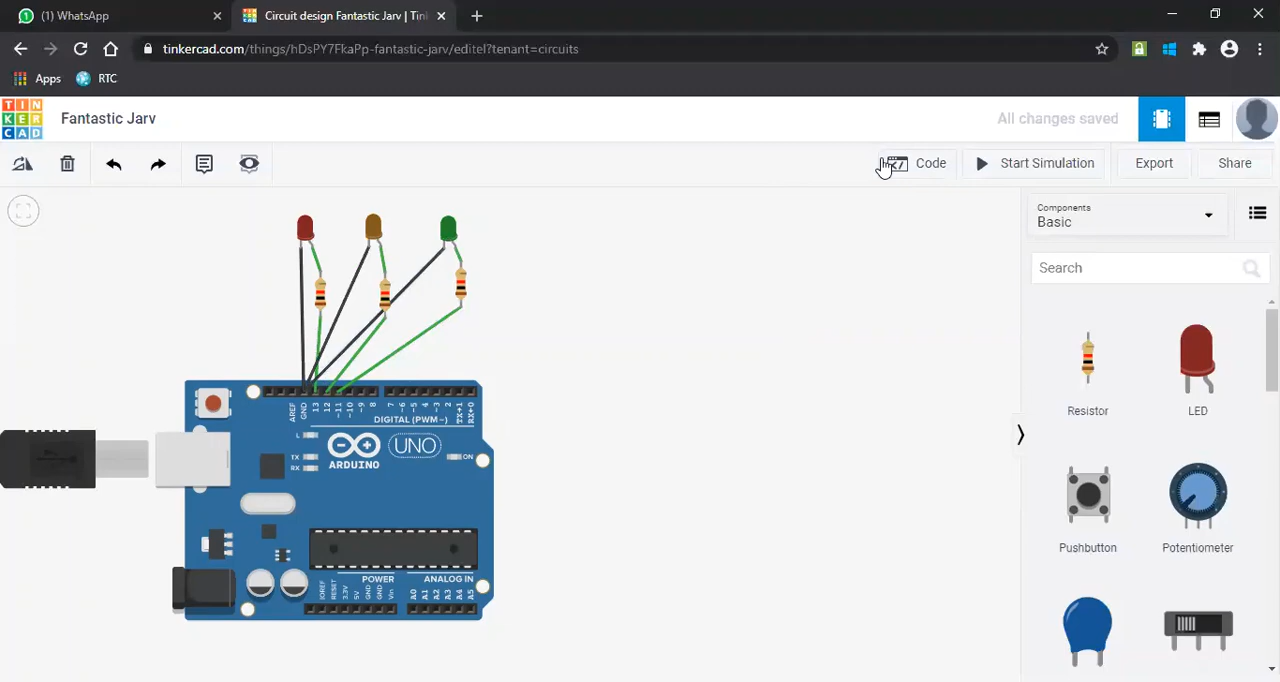 (1) WhatsApp
Circuit design Fantastic Jarv | Tin
tinkercad.com/things/hDsPY7FkaPp-fantastic-jarv/editel?tenant=circuits
Apps
RTC
TIN
KER
CAD
Fantastic Jarv
All changes saved
Code
Start Simulation
Export
Share
Components
Basic
Search
Resistor
LED
Pushbutton
Potentiometer
AREF
GND
13
12
~11
~10
~9
8
7
~6
~5
4
~3
2
TX→1
RX←0
DIGITAL (PWM~)
L
TX
RX
UNO
ON
ARDUINO
POWER
ANALOG IN
IOREF
RESET
3.3V
5V
GND
GND
Vin
A0
A1
A2
A3
A4
A5